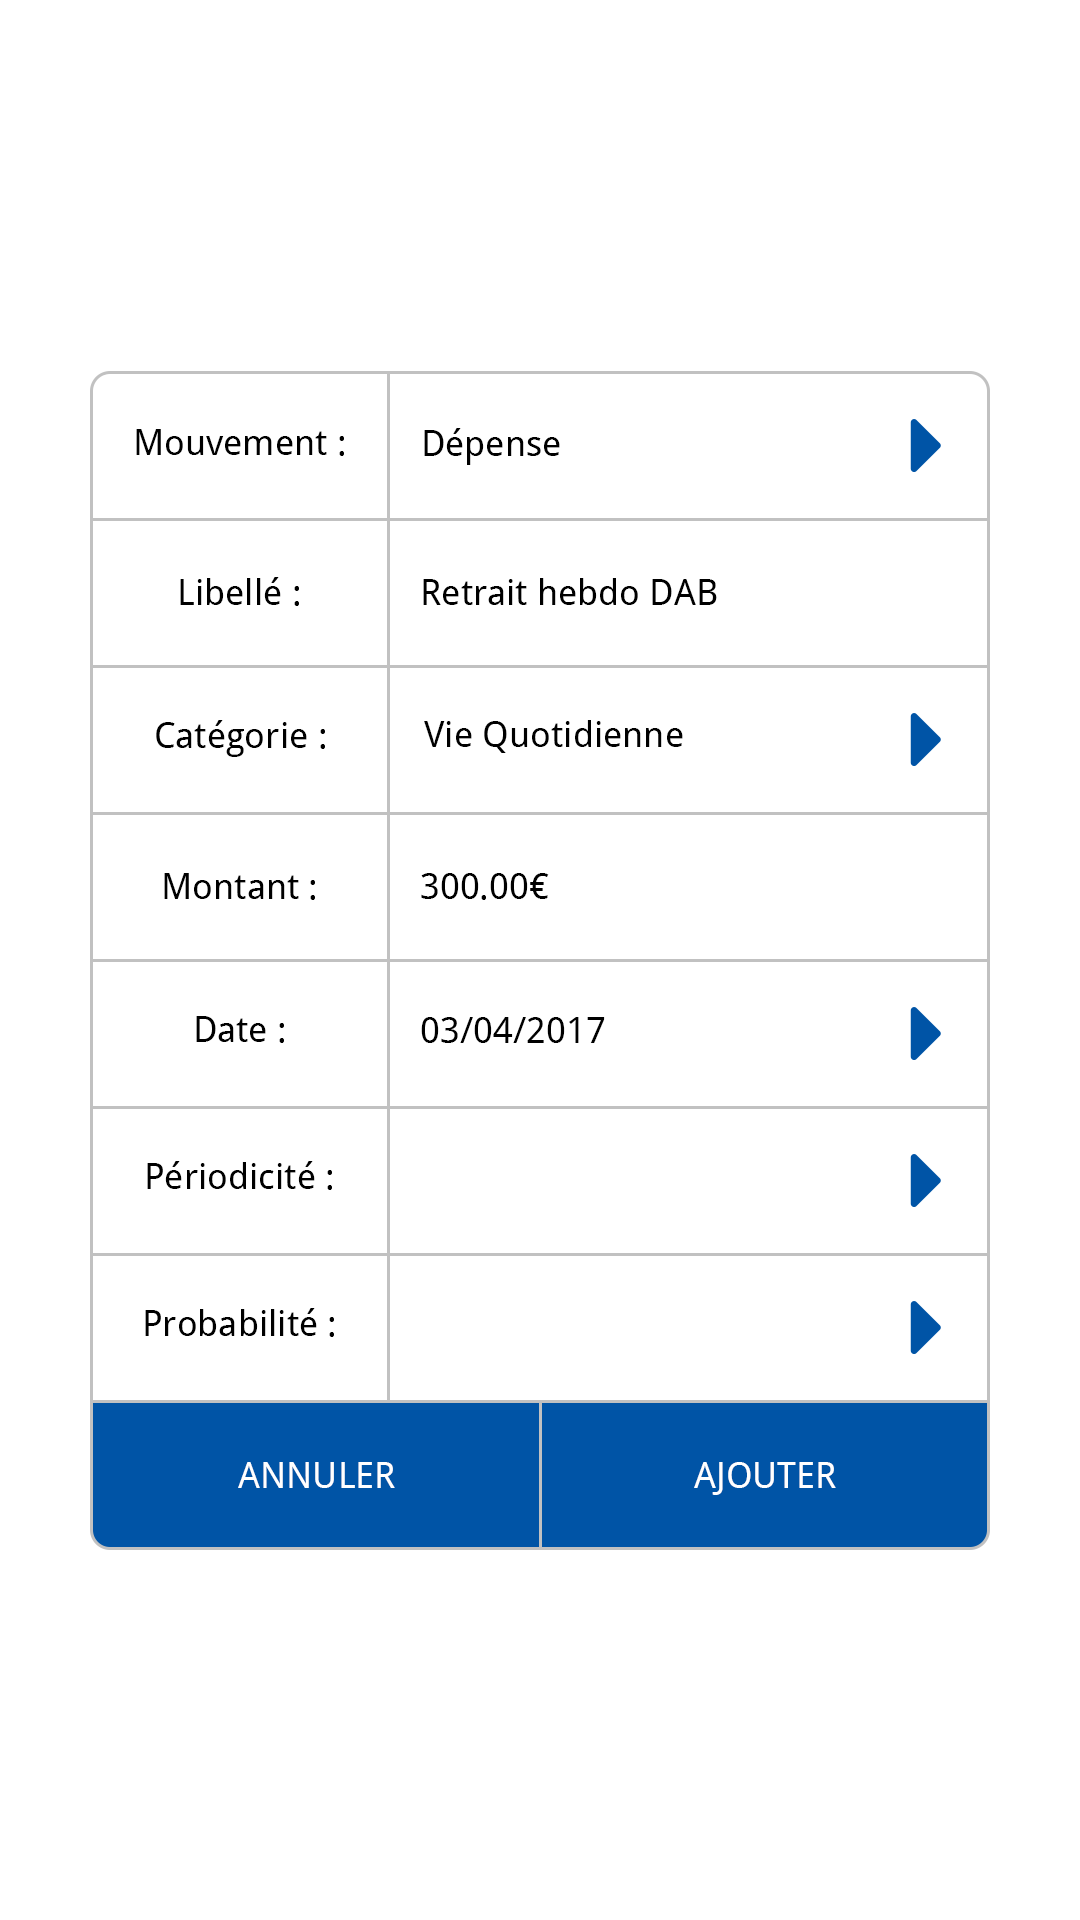 Mouvement : Dépense
Libellé : Retrait hebdo DAB
Catégorie : Vie Quotidienne
Montant : 300.00€
Date : 03/04/2017
Périodicité :
Probabilité :
ANNULER AJOUTER